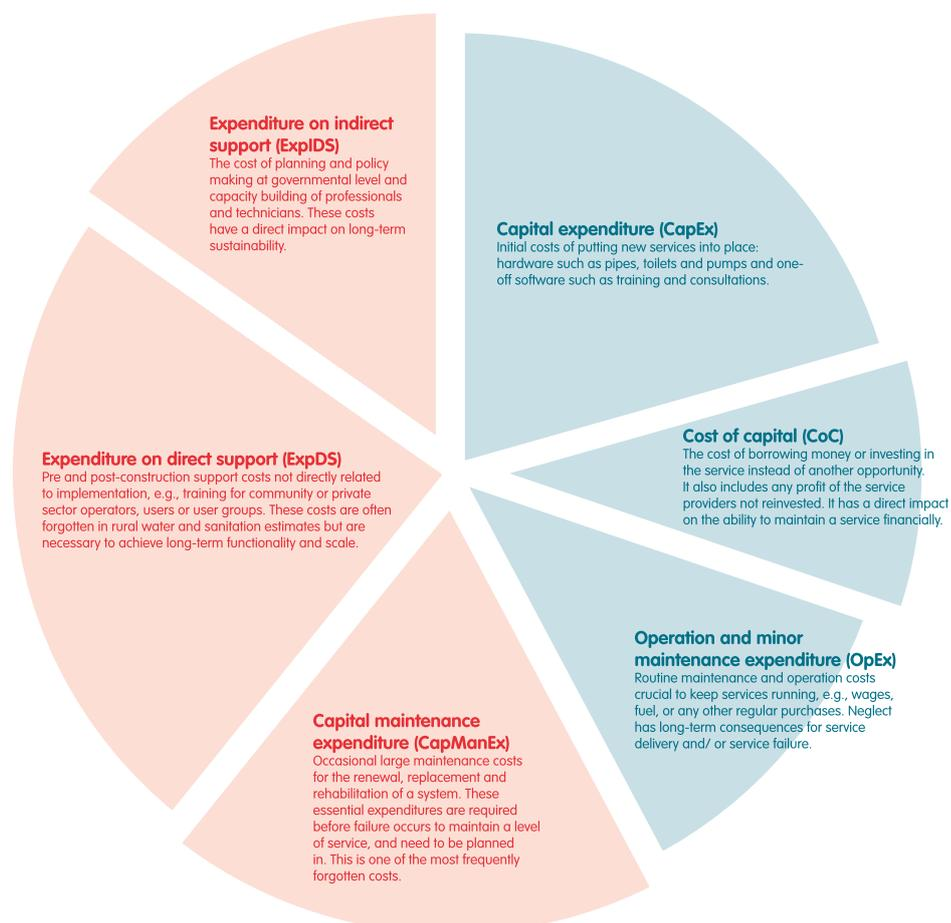 Expenditure on indirect
support (ExpIDS)
The cost of planning and policy
making at governmental level and
capacity building of professionals
and technicians. These costs
have a direct impact on long-term
sustainability.
Capital expenditure (CapEx)
Initial costs of putting new services into place:
hardware such as pipes, toilets and pumps and one-
off software such as training and consultations.
Cost of capital (CoC)
The cost of borrowing money or investing in
the service instead of another opportunity.
It also includes any profit of the service
providers not reinvested. It has a direct impact
on the ability to maintain a service financially.
Expenditure on direct support (ExpDS)
Pre and post-construction support costs not directly related
to implementation, e.g., training for community or private
sector operators, users or user groups. These costs are often
forgotten in rural water and sanitation estimates but are
necessary to achieve long-term functionality and scale.
Operation and minor
maintenance expenditure (OpEx)
Routine maintenance and operation costs
crucial to keep services running, e.g., wages,
fuel, or any other regular purchases. Neglect
has long-term consequences for service
delivery and/ or service failure.
Capital maintenance
expenditure (CapManEx)
Occasional large maintenance costs
for the renewal, replacement and
rehabilitation of a system. These
essential expenditures are required
before failure occurs to maintain a level
of service, and need to be planned
in. This is one of the most frequently
forgotten costs.